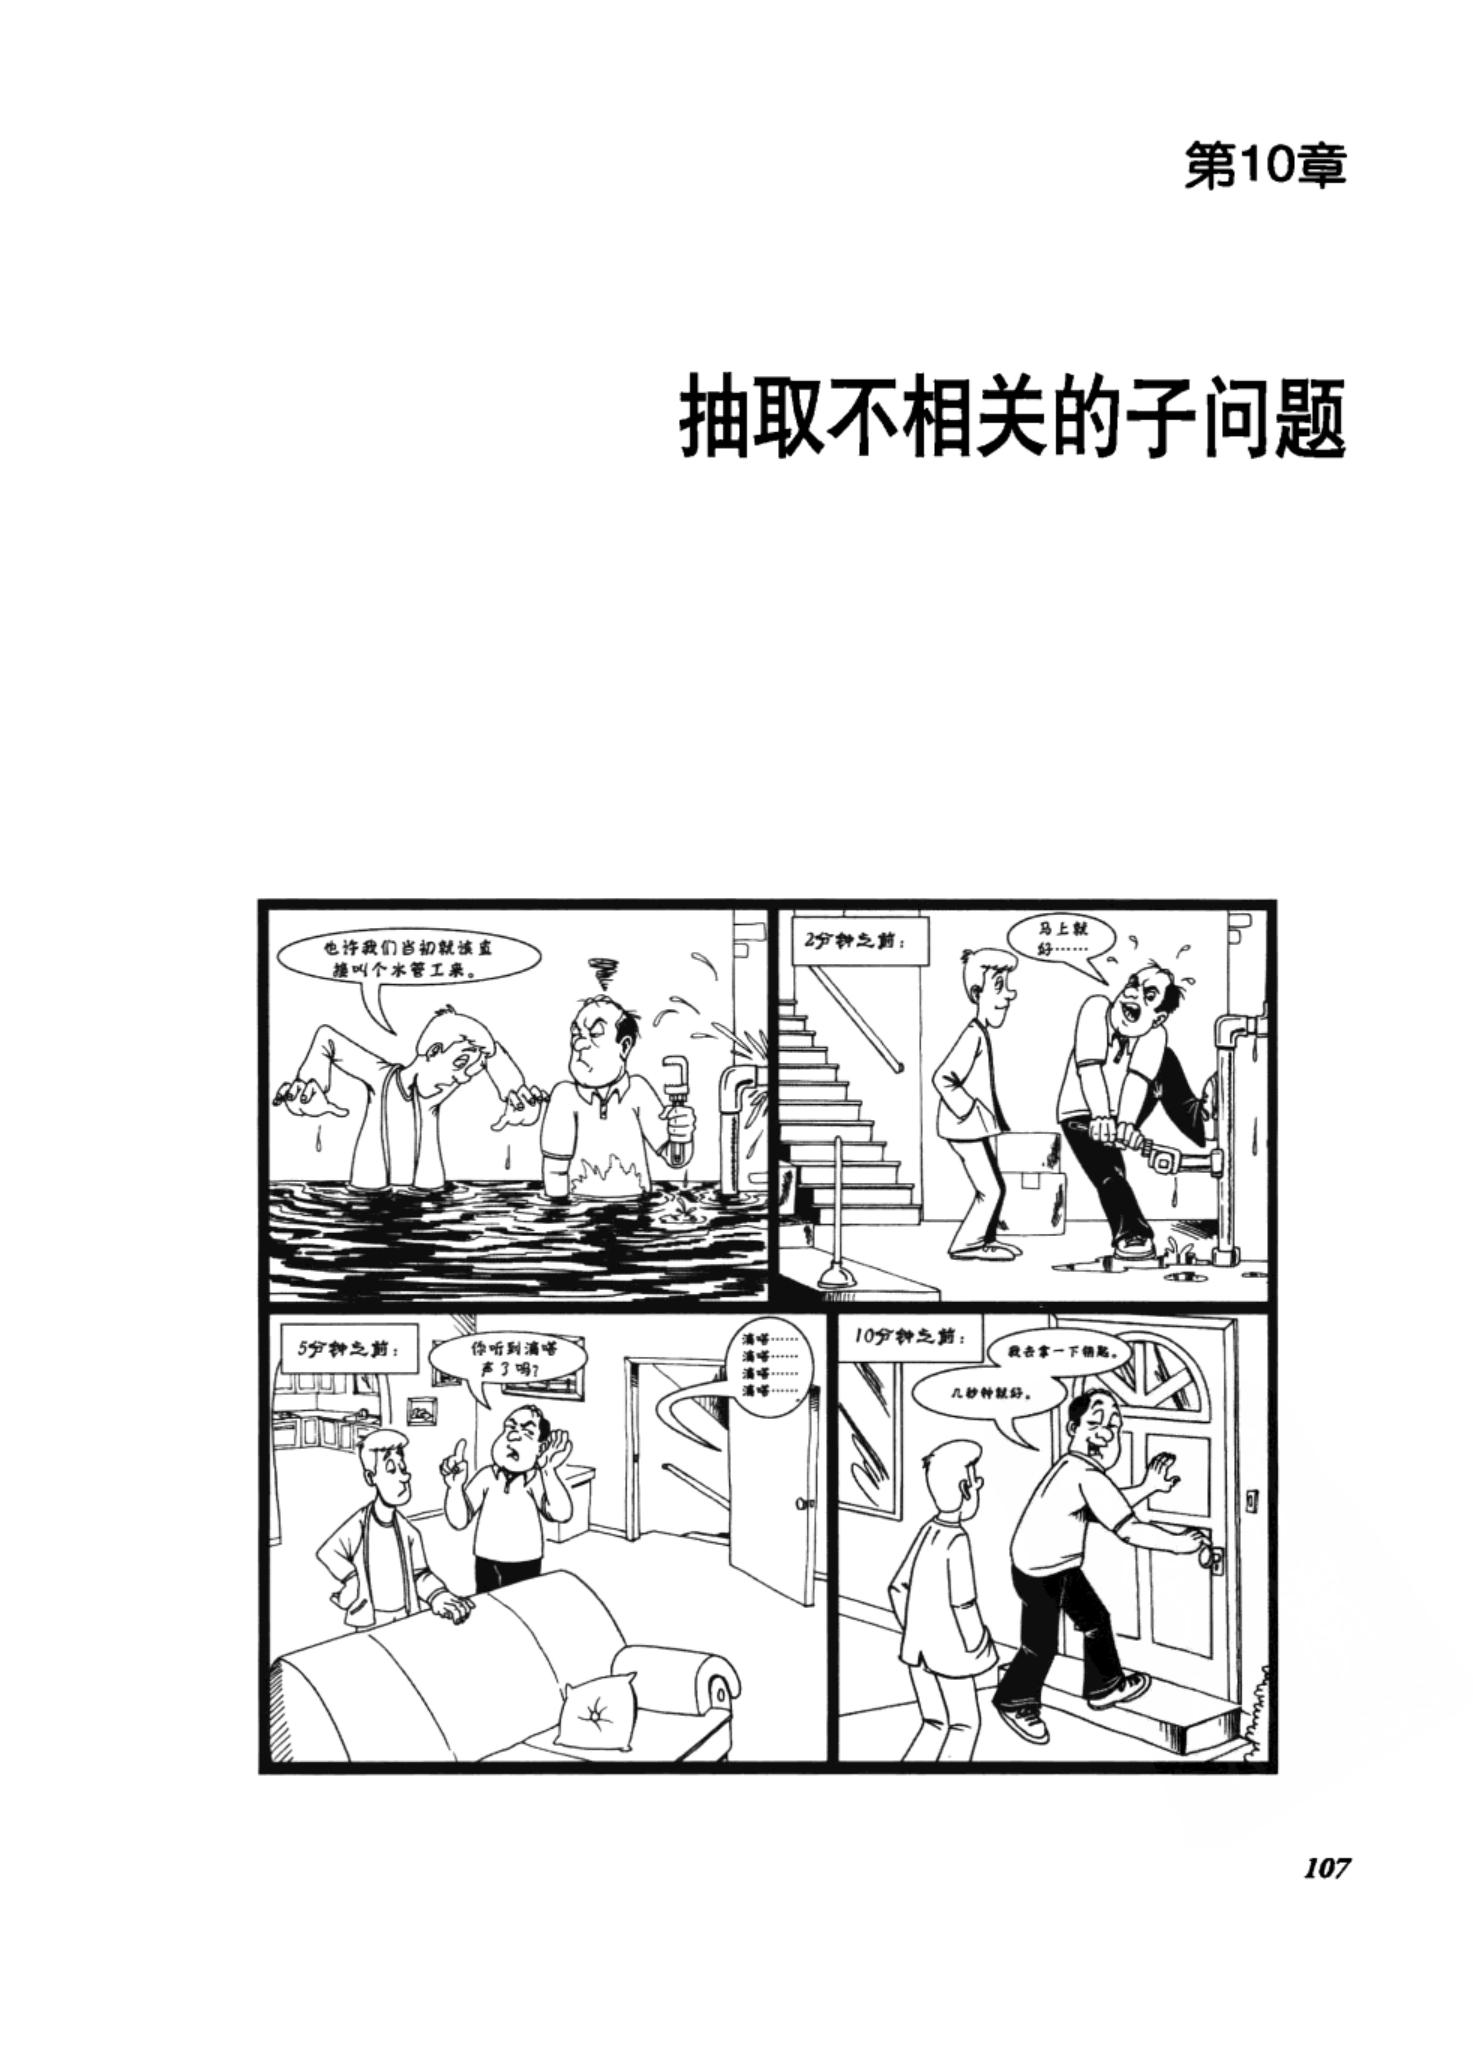 第10章
抽取不相关的子问题
也许我们当初就该直
接叫个水管工来。
2分钟之前：
马上就
好……
5分钟之前：
你听到滴嗒
声了吗？
滴嗒……
滴嗒……
滴嗒……
滴嗒……
10分钟之前：
我去拿一下钥匙。
几秒钟就好。
107